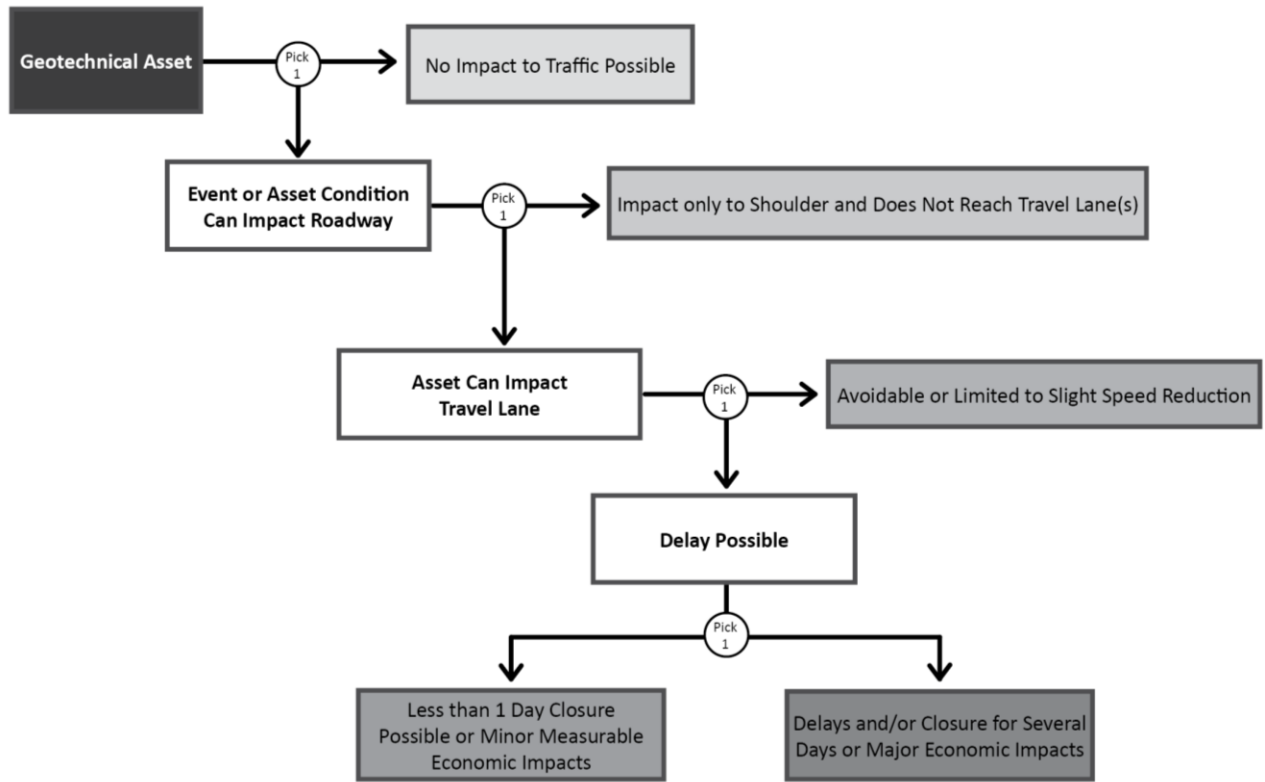 Geotechnical Asset
Pick
1
No Impact to Traffic Possible
Event or Asset Condition
Can Impact Roadway
Pick
1
Impact only to Shoulder and Does Not Reach Travel Lane(s)
Asset Can Impact
Travel Lane
Pick
1
Avoidable or Limited to Slight Speed Reduction
Delay Possible
Pick
1
Less than 1 Day Closure
Possible or Minor Measurable
Economic Impacts
Delays and/or Closure for Several
Days or Major Economic Impacts